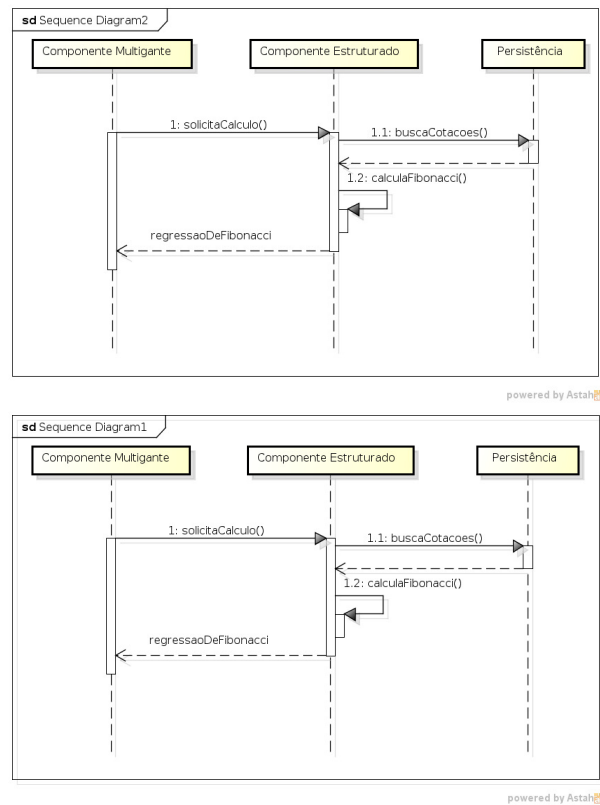 sd Sequence Diagram2
Componente Multigante
Componente Estruturado
Persistência
1: solicitaCalculo()
1.1: buscaCotacoes()
1.2: calculaFibonacci()
regressaoDeFibonacci
powered by Astah
sd Sequence Diagram1
Componente Multigante
Componente Estruturado
Persistência
1: solicitaCalculo()
1.1: buscaCotacoes()
1.2: calculaFibonacci()
regressaoDeFibonacci
powered by Astah